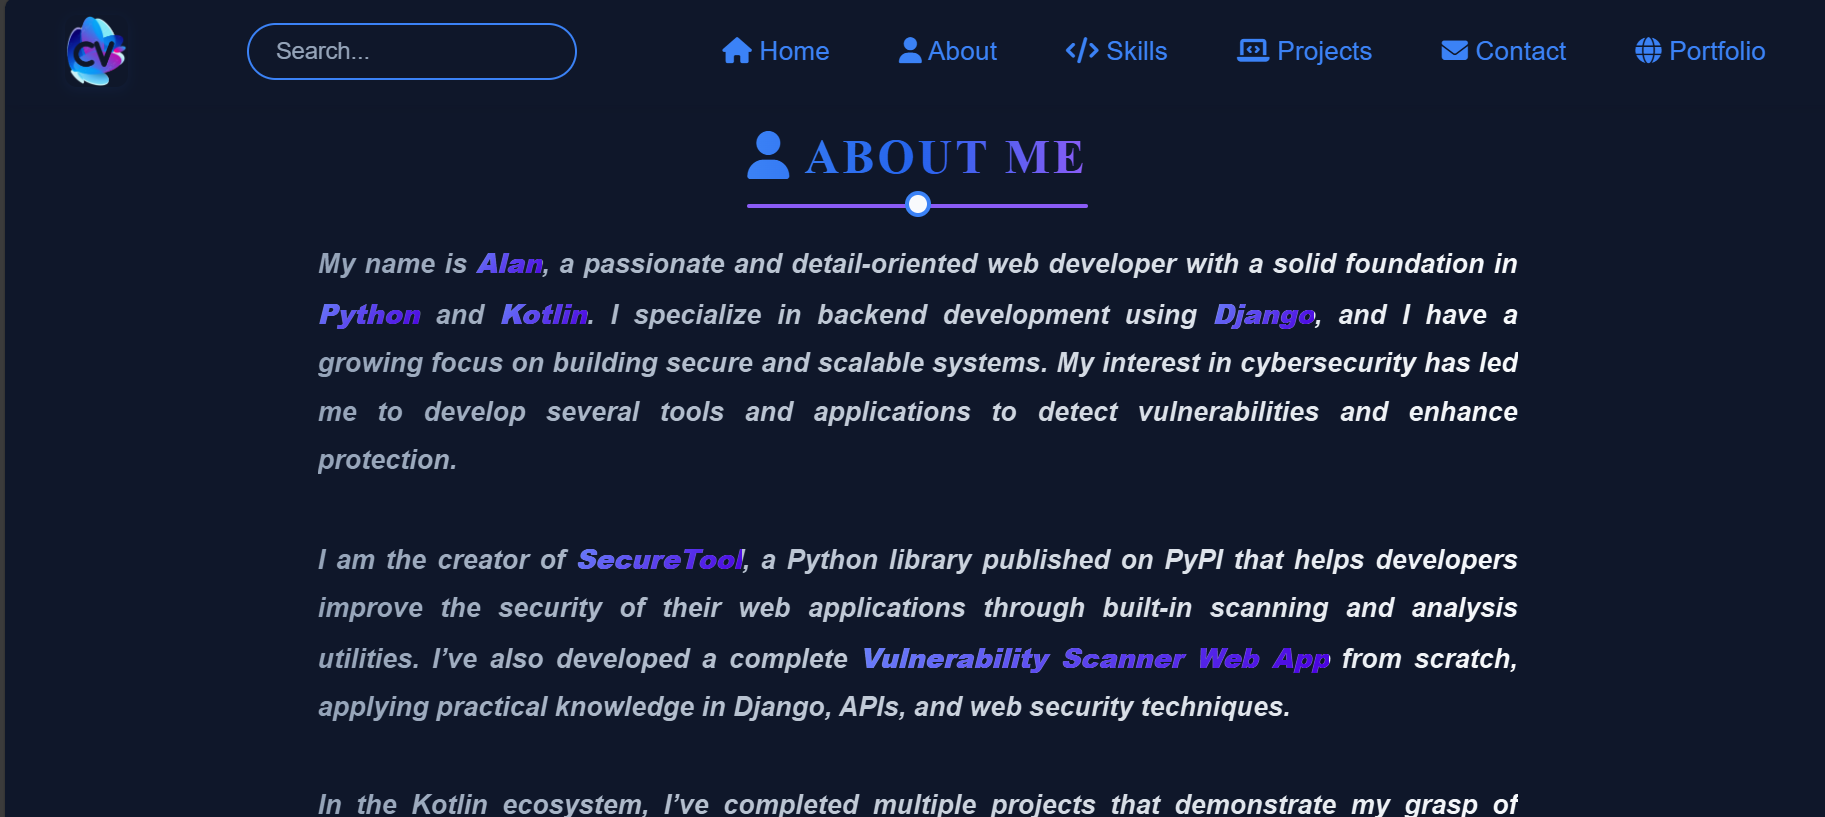 CV
Search...
Home
About
Skills
Projects
Contact
Portfolio
ABOUT ME
My name is Alan, a passionate and detail-oriented web developer with a solid foundation in
Python and Kotlin. I specialize in backend development using Django, and I have a
growing focus on building secure and scalable systems. My interest in cybersecurity has led
me to develop several tools and applications to detect vulnerabilities and enhance
protection.
I am the creator of SecureTool, a Python library published on PyPI that helps developers
improve the security of their web applications through built-in scanning and analysis
utilities. I’ve also developed a complete Vulnerability Scanner Web App from scratch,
applying practical knowledge in Django, APIs, and web security techniques.
In the Kotlin ecosystem, I’ve completed multiple projects that demonstrate my grasp of